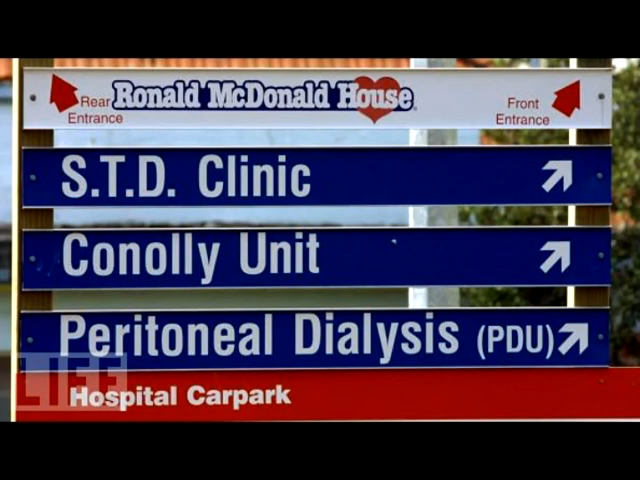 Rear Entrance
Ronald McDonald House
Front Entrance
S.T.D. Clinic
Conolly Unit
Peritoneal Dialysis (PDU)
LIFE
Hospital Carpark